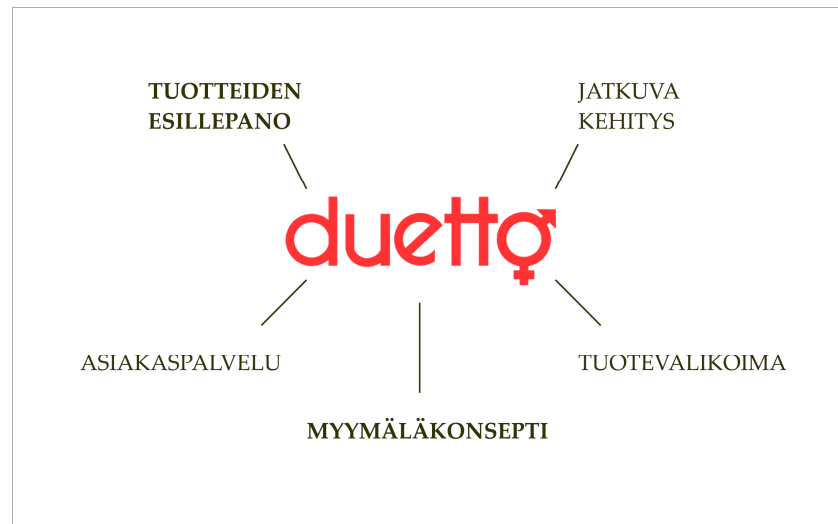 TUOTTEIDEN
ESILLEPANO
JATKUVA
KEHITYS
duetto
ASIAKASPALVELU
TUOTEVALIKOIMA
MYYMÄLÄKONSEPTI